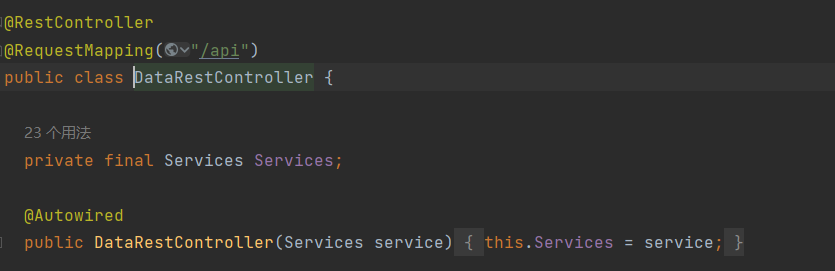 @RestController
@RequestMapping("/api")
public class DataRestController {
23 个用法
private final Services Services;
@Autowired
public DataRestController(Services service) { this.Services = service; }